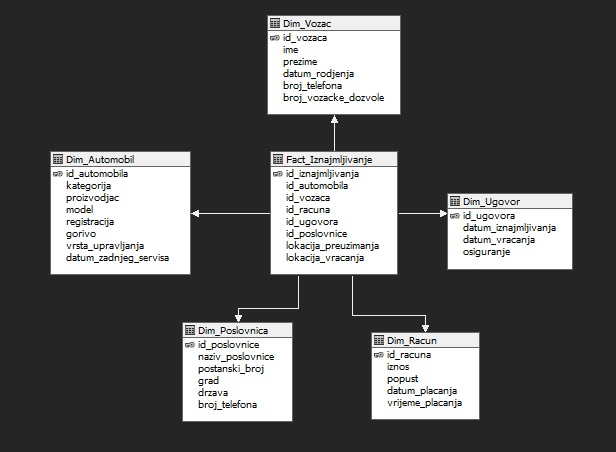 Dim_Vozac
id_vozaca
ime
prezime
datum_rodjenja
broj_telefona
broj_vozacke_dozvole
Dim_Automobil
id_automobila
kategorija
proizvodjac
model
registracija
gorivo
vrsta_upravljanja
datum_zadnjeg_servisa
Fact_Iznajmljivanje
id_iznajmljivanja
id_automobila
id_vozaca
id_racuna
id_ugovora
id_poslovnice
lokacija_preuzimanja
lokacija_vracanja
Dim_Ugovor
id_ugovora
datum_iznajmljivanja
datum_vracanja
osiguranje
Dim_Poslovnica
id_poslovnice
naziv_poslovnice
postanski_broj
grad
drzava
broj_telefona
Dim_Racun
id_racuna
iznos
popust
datum_placanja
vrijeme_placanja